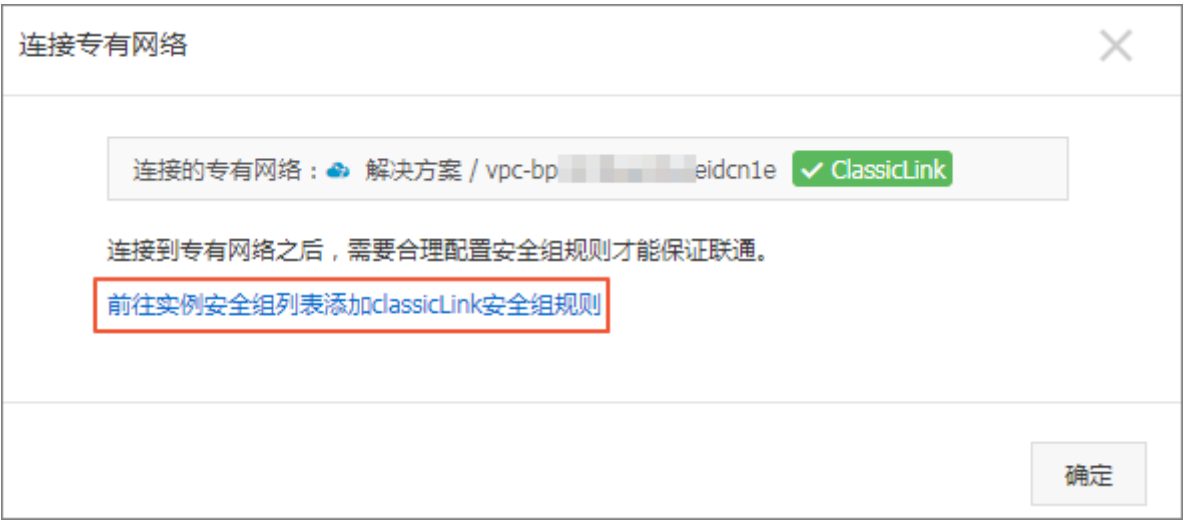 连接专有网络
连接的专有网络：解决方案 / vpc-bp eidcn1e ClassicLink
连接到专有网络之后，需要合理配置安全组规则才能保证联通。
前往实例安全组列表添加classicLink安全组规则
确定